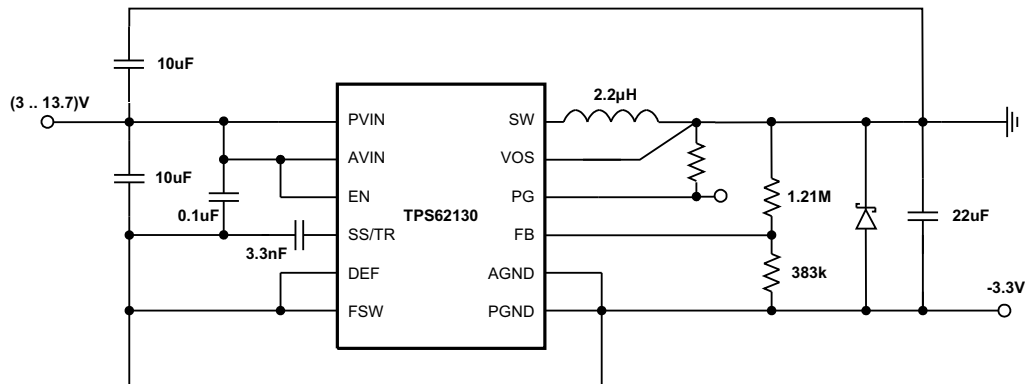 10uF
(3 .. 13.7)V
10uF
0.1uF
3.3nF
PVIN
AVIN
EN
SS/TR
DEF
FSW
TPS62130
SW
VOS
PG
FB
AGND
PGND
2.2µH
1.21M
383k
22uF
-3.3V